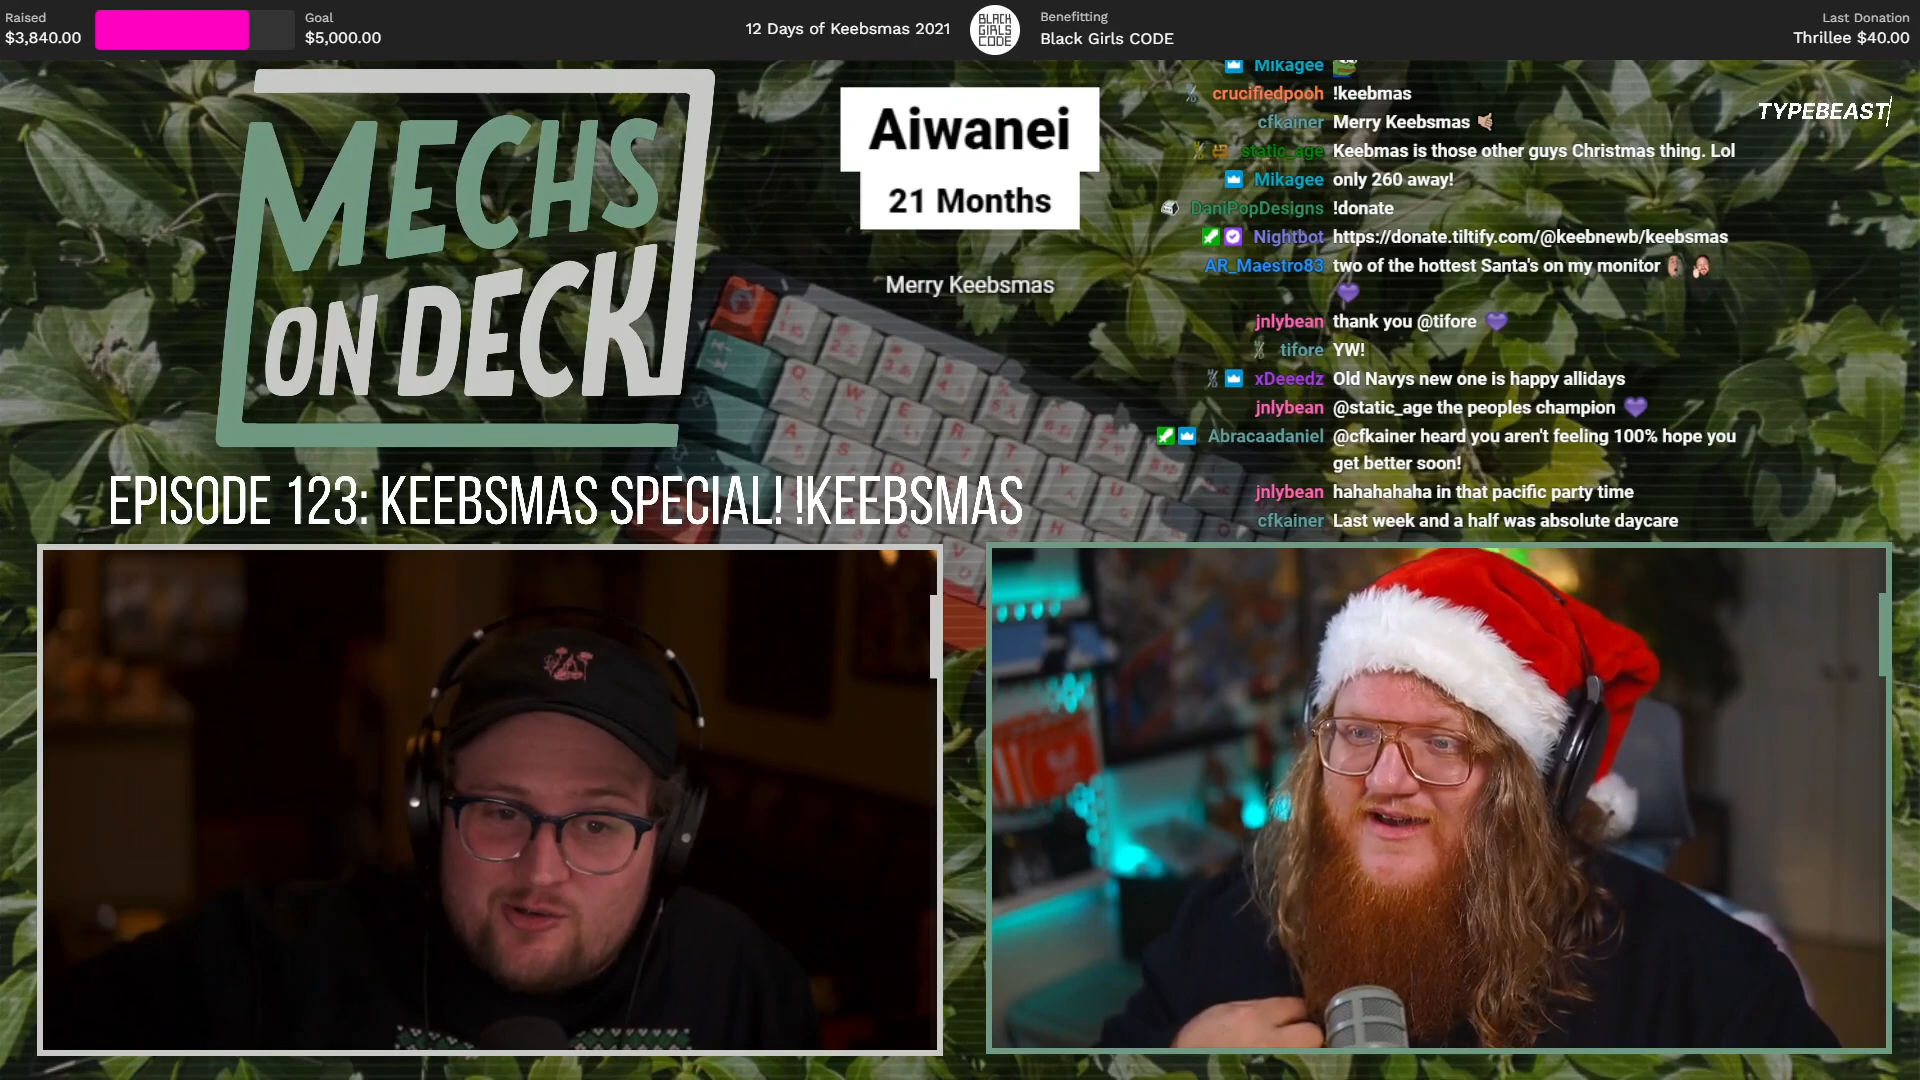 Raised
$3,840.00
Goal
$5,000.00
12 Days of Keebsmas 2021
BLACK
GIRLS
CODE
Benefitting
Black Girls CODE
Last Donation
Thrillee $40.00
MECHS
ON DECK
Aiwanei
21 Months
Merry Keebsmas
TYPEBEAST/
Mikagee
crucifiedpooh !keebmas
cfkainer Merry Keebsmas
static_age Keebmas is those other guys Christmas thing. Lol
Mikagee only 260 away!
DaniPopDesigns !donate
Nightbot https://donate.tiltify.com/@keebnewb/keebsmas
AR_Maestro83 two of the hottest Santa's on my monitor
jnlybean thank you @tifore
tifore YW!
xDeeedz Old Navys new one is happy allidays
jnlybean @static_age the peoples champion
Abracaadaniel @cfkainer heard you aren't feeling 100% hope you
get better soon!
jnlybean hahahahaha in that pacific party time
cfkainer Last week and a half was absolute daycare
EPISODE 123: KEEBSMAS SPECIAL! !KEEBSMAS